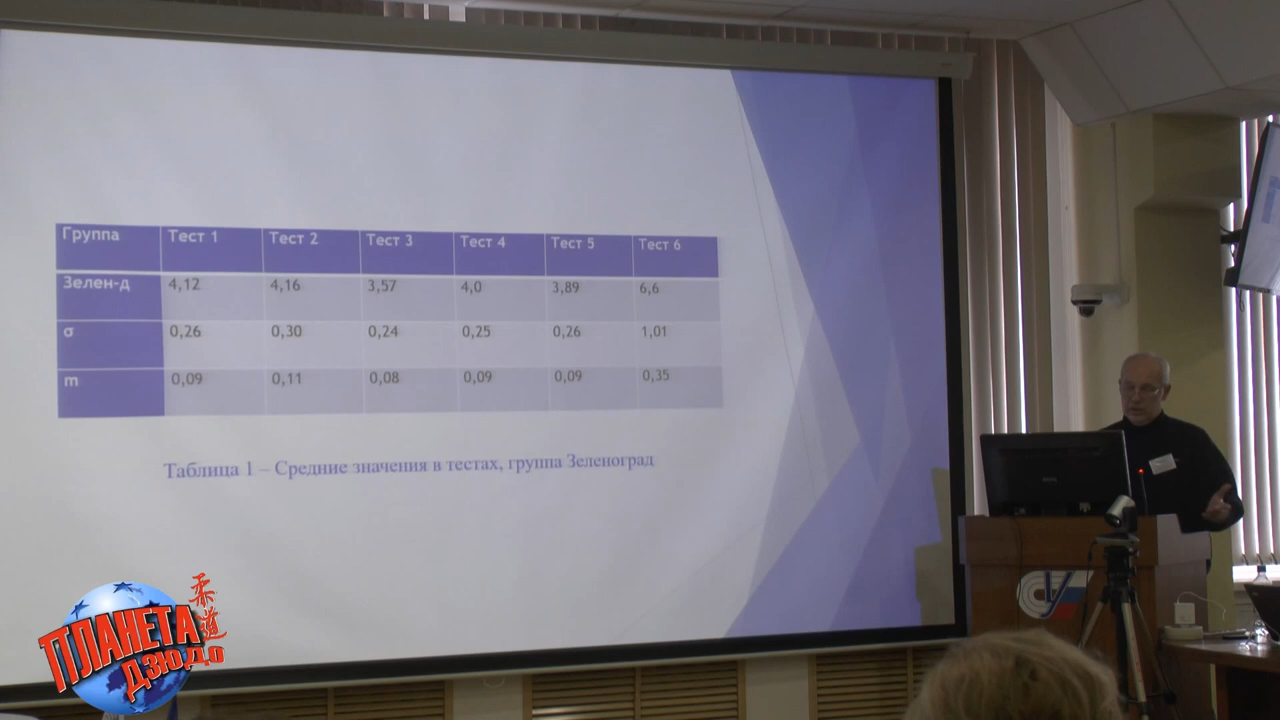 Группа Тест 1 Тест 2 Тест 3 Тест 4 Тест 5 Тест 6
Зелен-д 4,12 4,16 3,57 4,0 3,89 6,6
σ 0,26 0,30 0,24 0,25 0,26 1,01
m 0,09 0,11 0,08 0,09 0,09 0,35
Таблица 1 – Средние значения в тестах, группа Зеленоград
ПЛАНЕТА
ДЗЮДО
柔道